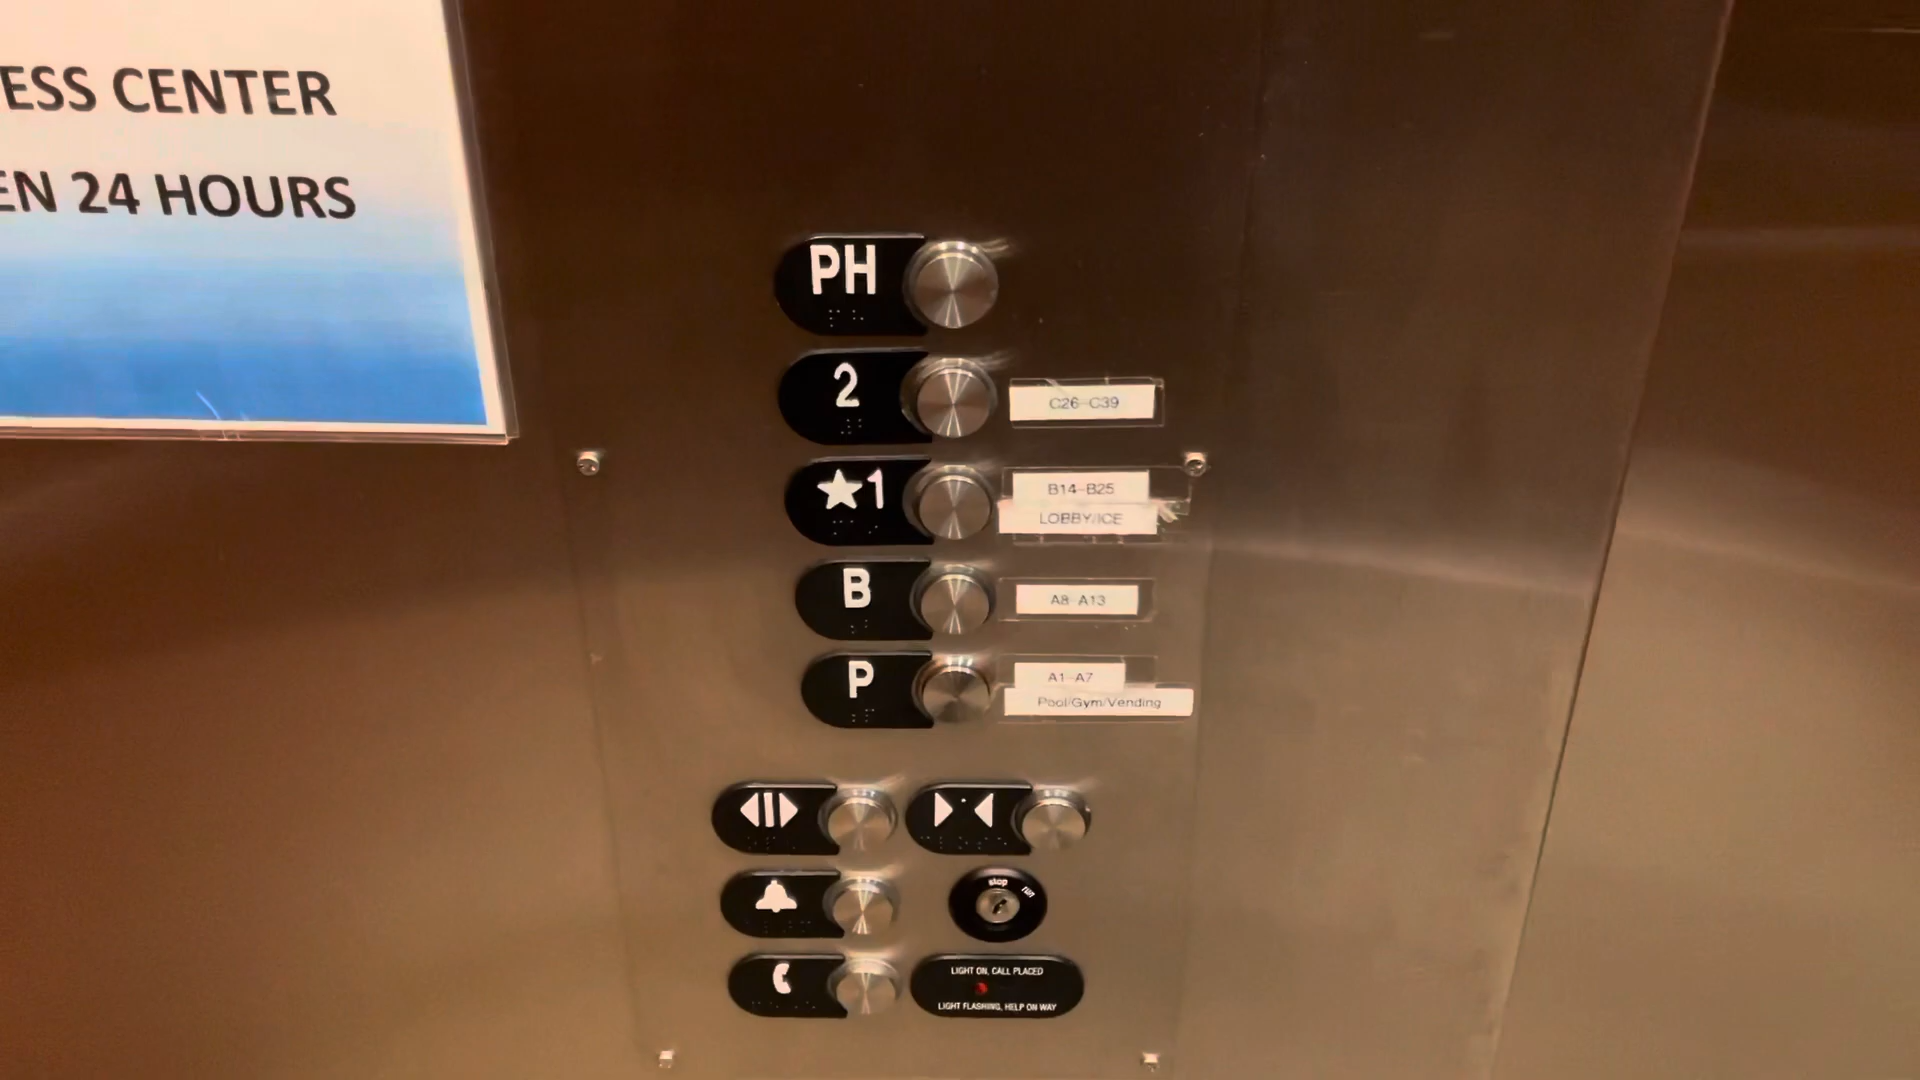 ESS CENTER
EN 24 HOURS
PH
2
C26-C39
★1
B14-B25
LOBBY/ICE
B
A8-A13
P
A1-A7
Pool/Gym/Vending
stop
run
LIGHT ON, CALL PLACED
LIGHT FLASHING, HELP ON WAY